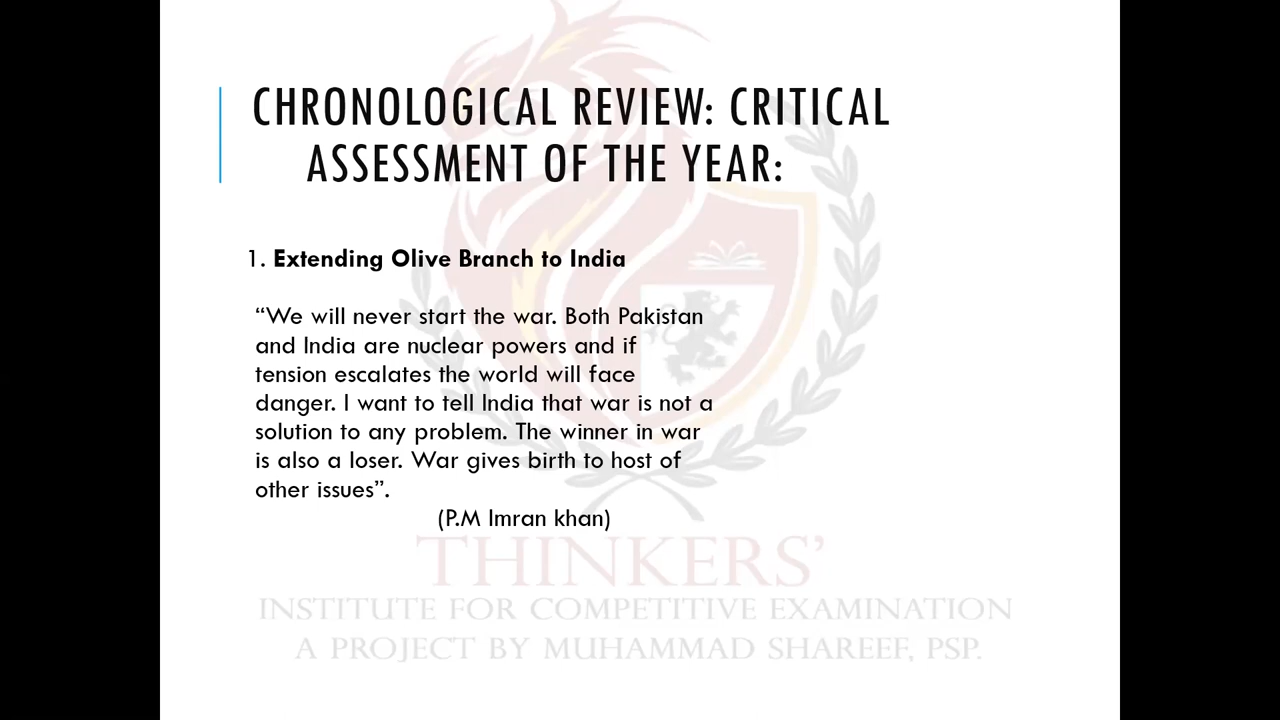 CHRONOLOGICAL REVIEW: CRITICAL
ASSESSMENT OF THE YEAR:
1. Extending Olive Branch to India
“We will never start the war. Both Pakistan
and India are nuclear powers and if
tension escalates the world will face
danger. I want to tell India that war is not a
solution to any problem. The winner in war
is also a loser. War gives birth to host of
other issues”.
(P.M Imran khan)
THINKERS’
INSTITUTE FOR COMPETITIVE EXAMINATION
A PROJECT BY MUHAMMAD SHAREEF, PSP.